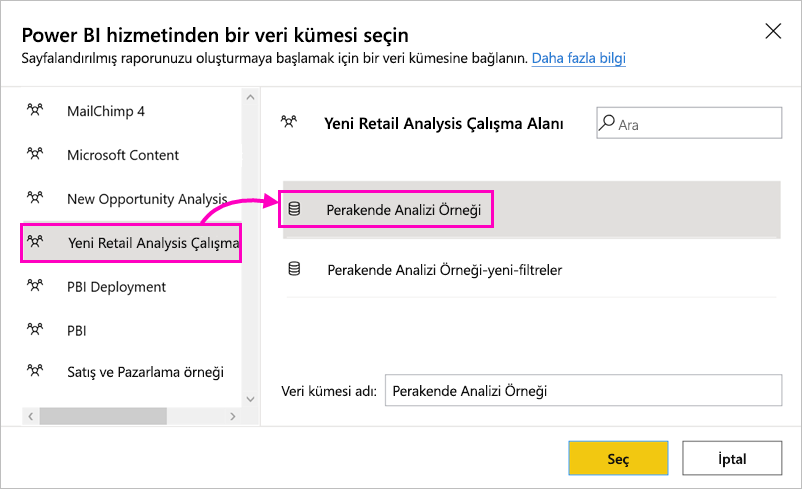 Power BI hizmetinden bir veri kümesi seçin
Sayfalandırılmış raporunuzu oluşturmaya başlamak için bir veri kümesine bağlanın. Daha fazla bilgi
MailChimp 4
Microsoft Content
New Opportunity Analysis
Yeni Retail Analysis Çalışma
PBI Deployment
PBI
Satış ve Pazarlama örneği
Yeni Retail Analysis Çalışma Alanı
Ara
Perakende Analizi Örneği
Perakende Analizi Örneği-yeni-filtreler
Veri kümesi adı: Perakende Analizi Örneği
Seç
İptal